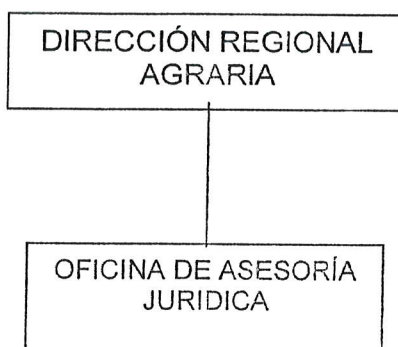 DIRECCIÓN REGIONAL
AGRARIA
OFICINA DE ASESORÍA
JURIDICA